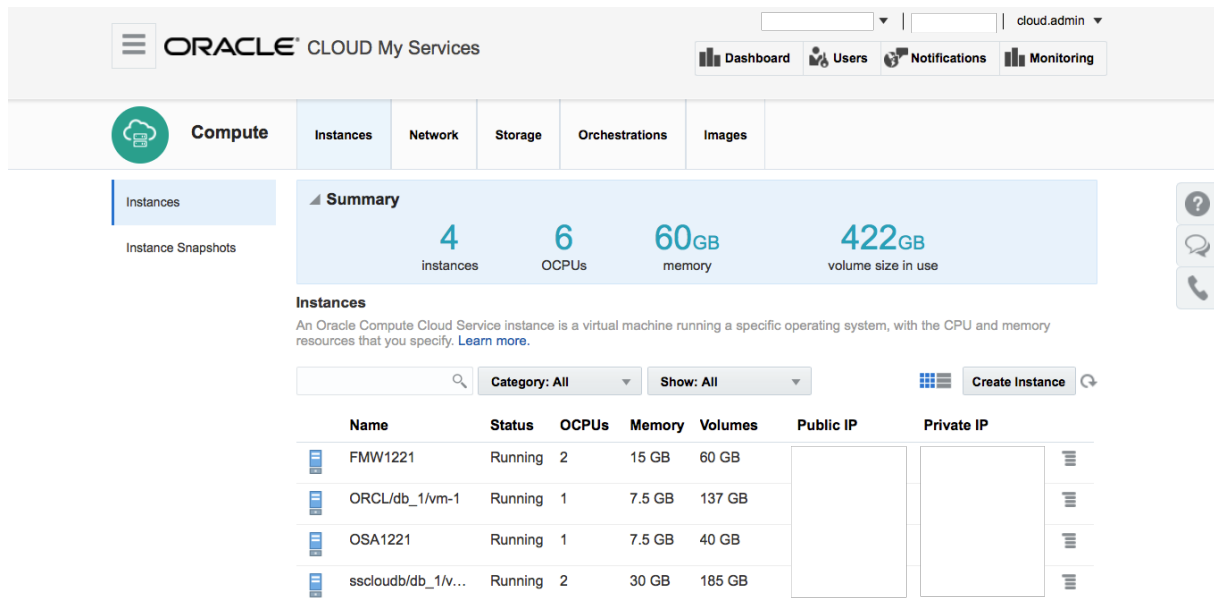 cloud.admin
ORACLE® CLOUD My Services
Dashboard Users Notifications Monitoring
Compute Instances Network Storage Orchestrations Images
Instances
Instance Snapshots
Summary
4 6 60GB 422GB
instances OCPUs memory volume size in use
Instances
An Oracle Compute Cloud Service instance is a virtual machine running a specific operating system, with the CPU and memory
resources that you specify. Learn more.
Category: All Show: All Create Instance
Name Status OCPUs Memory Volumes Public IP Private IP
FMW1221 Running 2 15 GB 60 GB
ORCL/db_1/vm-1 Running 1 7.5 GB 137 GB
OSA1221 Running 1 7.5 GB 40 GB
sscloudb/db_1/v... Running 2 30 GB 185 GB